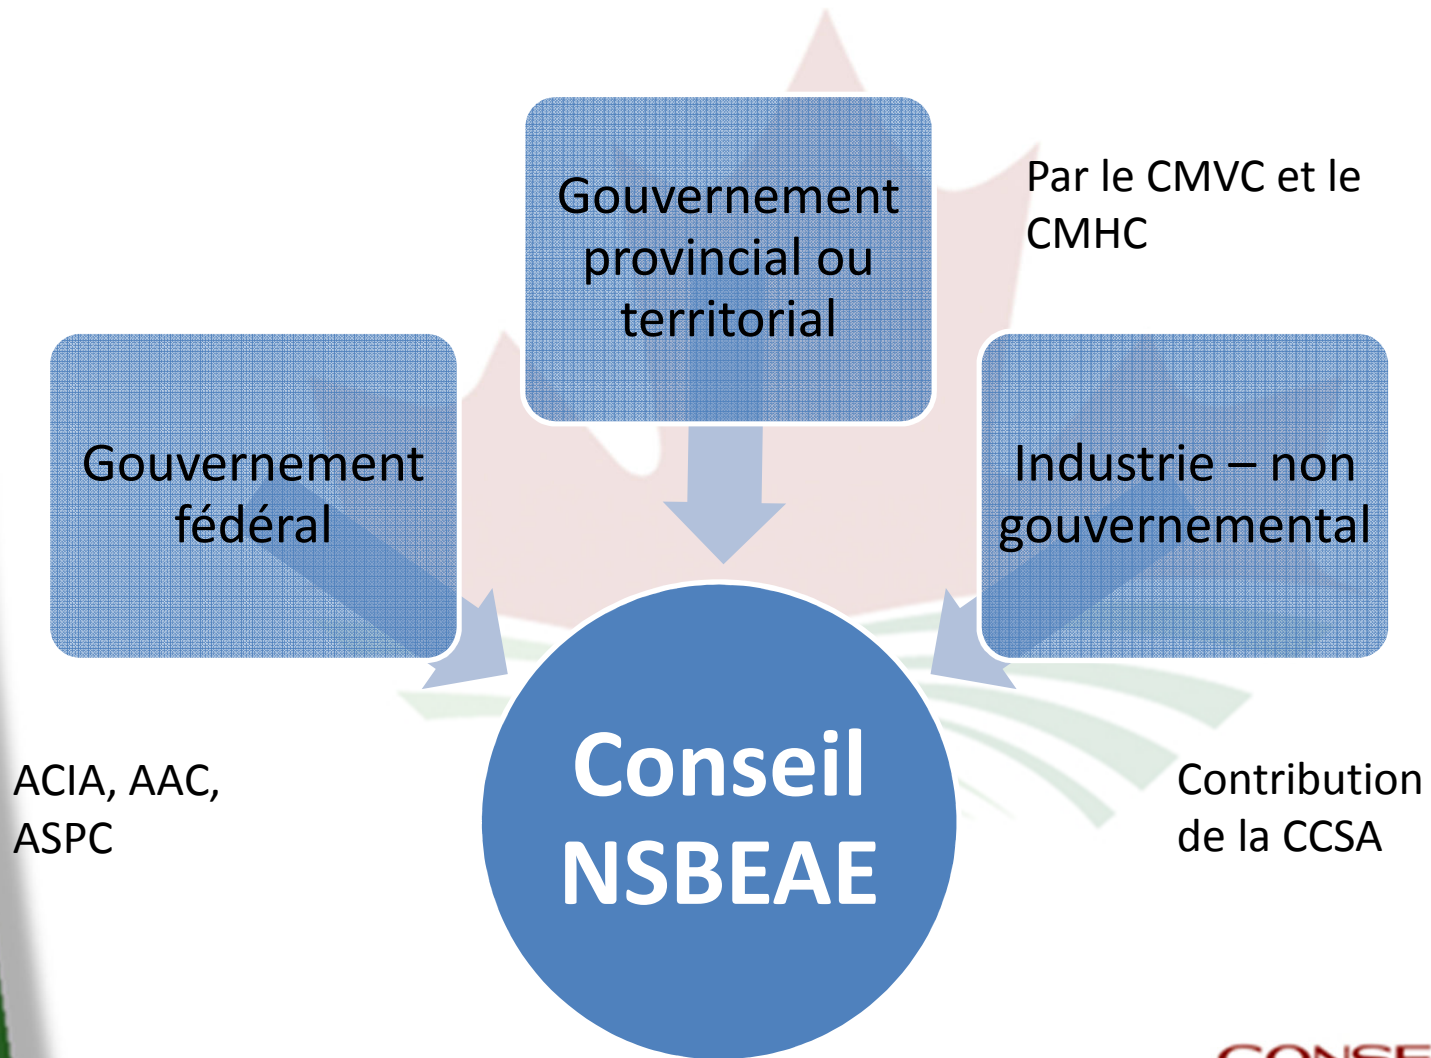 Gouvernement
provincial ou
territorial
Par le CMVC et le
CMHC
Gouvernement
fédéral
Industrie – non
gouvernemental
Conseil
NSBEAE
ACIA, AAC,
ASPC
Contribution
de la CCSA